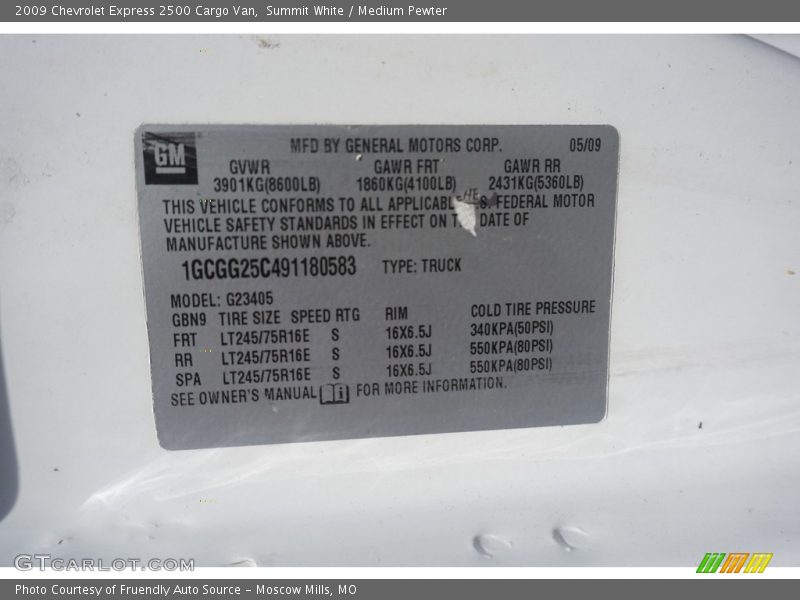 2009 Chevrolet Express 2500 Cargo Van,  Summit White / Medium Pewter
GM
MFD BY GENERAL MOTORS CORP. 05/09
GVWR GAWR FRT GAWR RR
3901KG(8600LB) 1860KG(4100LB) 2431KG(5360LB)
THIS VEHICLE CONFORMS TO ALL APPLICABL S. FEDERAL MOTOR
VEHICLE SAFETY STANDARDS IN EFFECT ON T DATE OF
MANUFACTURE SHOWN ABOVE.
1GCGG25C491180583 TYPE: TRUCK
MODEL: G23405
GBN9 TIRE SIZE SPEED RTG RIM COLD TIRE PRESSURE
FRT LT245/75R16E S 16X6.5J 340KPA(50PSI)
RR LT245/75R16E S 16X6.5J 550KPA(80PSI)
SPA LT245/75R16E S 16X6.5J 550KPA(80PSI)
SEE OWNER'S MANUAL i FOR MORE INFORMATION.
GTCARLOT.COM
Photo Courtesy of Fruendly Auto Source – Moscow Mills, MO